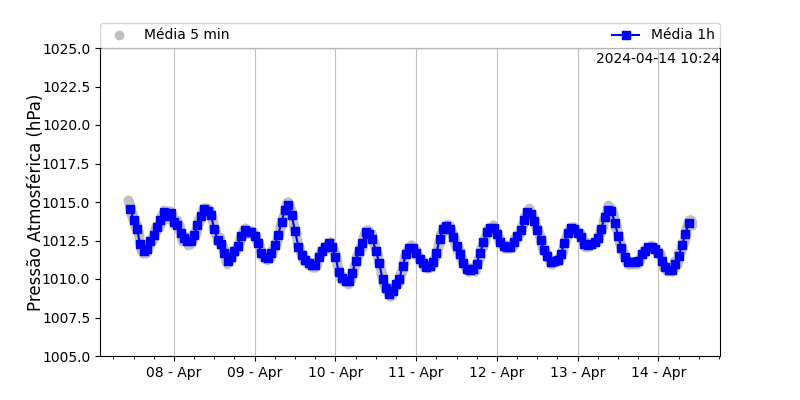 Média 5 min
Média 1h
2024-04-14 10:24
Pressão Atmosférica (hPa)
1025.0
1022.5
1020.0
1017.5
1015.0
1012.5
1010.0
1007.5
1005.0
08 - Apr
09 - Apr
10 - Apr
11 - Apr
12 - Apr
13 - Apr
14 - Apr